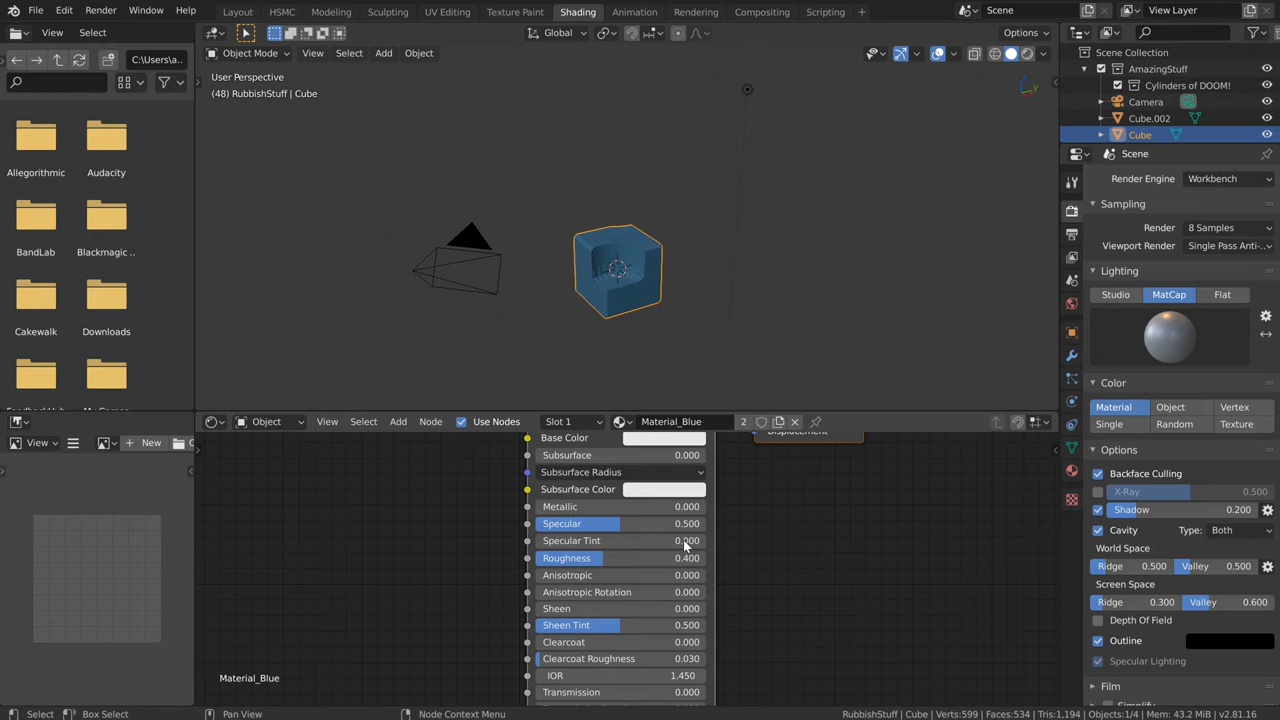 File Edit Render Window Help Layout HSMC Modeling Sculpting UV Editing Texture Paint Shading Animation Rendering Compositing Scripting + Scene View Layer
View Select Global Options
Object Mode View Select Add Object
C:\Users\a...
User Perspective
(48) RubbishStuff | Cube
Allegorithmic Audacity
BandLab Blackmagic ..
Cakewalk Downloads
Scene Collection
AmazingStuff
Cylinders of DOOM!
Camera
Cube.002
Cube
Scene
Render Engine Workbench
Sampling
Render 8 Samples
Viewport Render Single Pass Anti-..
Lighting
Studio MatCap Flat
Color
Material Object Vertex
Single Random Texture
Options
Backface Culling
X-Ray 0.500
Shadow 0.200
Cavity Type: Both
World Space
Ridge 0.500 Valley 0.500
Screen Space
Ridge 0.300 Valley 0.600
Depth Of Field
Outline
Specular Lighting
Film
View + New
Object View Select Add Node Use Nodes Slot 1 Material_Blue 2
Base Color
Subsurface 0.000
Subsurface Radius
Subsurface Color
Metallic 0.000
Specular 0.500
Specular Tint 0.000
Roughness 0.400
Anisotropic 0.000
Anisotropic Rotation 0.000
Sheen 0.000
Sheen Tint 0.500
Clearcoat 0.000
Clearcoat Roughness 0.030
IOR 1.450
Transmission 0.000
Displacement
Material_Blue
Select Box Select Pan View Node Context Menu RubbishStuff | Cube | Verts:599 | Faces:534 | Tris:1,194 | Objects:1/4 | Mem: 43.2 MiB | v2.81.16